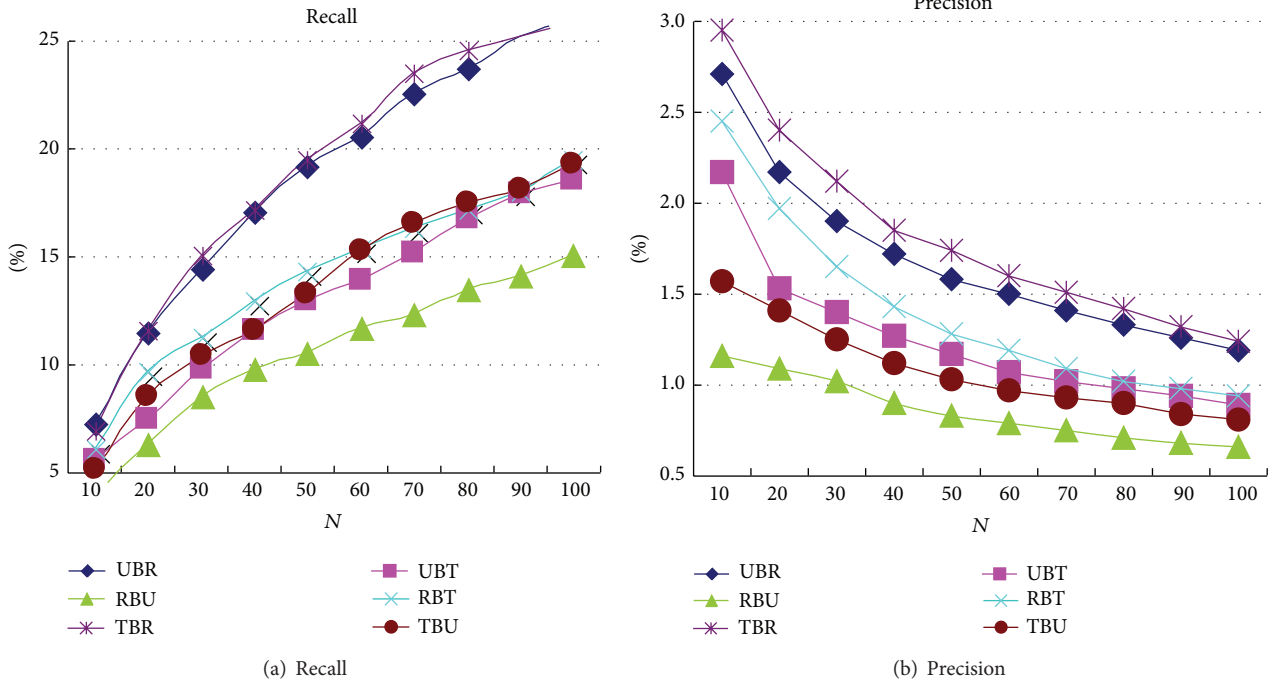 Recall
25
20
15
10
5
(%)
10 20 30 40 50 60 70 80 90 100
N
UBR UBT
RBU RBT
TBR TBU
(a) Recall
Precision
3.0
2.5
2.0
1.5
1.0
0.5
(%)
10 20 30 40 50 60 70 80 90 100
N
UBR UBT
RBU RBT
TBR TBU
(b) Precision